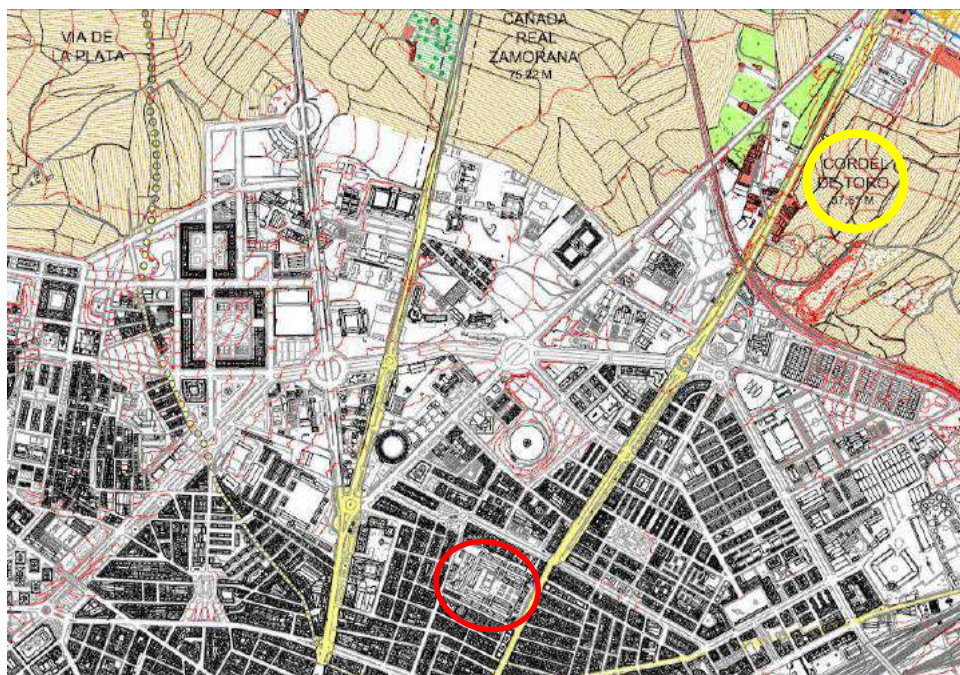 VIA DE
LA PLATA
CAÑADA
REAL
ZAMORANA
75.22 M
CORDEL
DE TORO
37.61 M